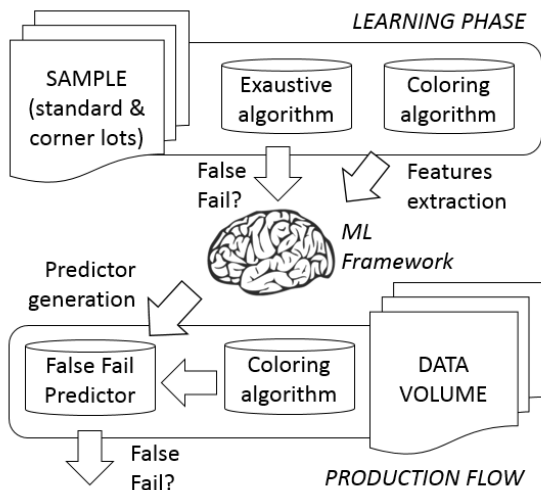 LEARNING PHASE
SAMPLE
(standard &
corner lots)
Exaustive
algorithm
Coloring
algorithm
False
Fail?
Features
extraction
ML
Framework
Predictor
generation
False Fail
Predictor
Coloring
algorithm
DATA
VOLUME
False
Fail?
PRODUCTION FLOW